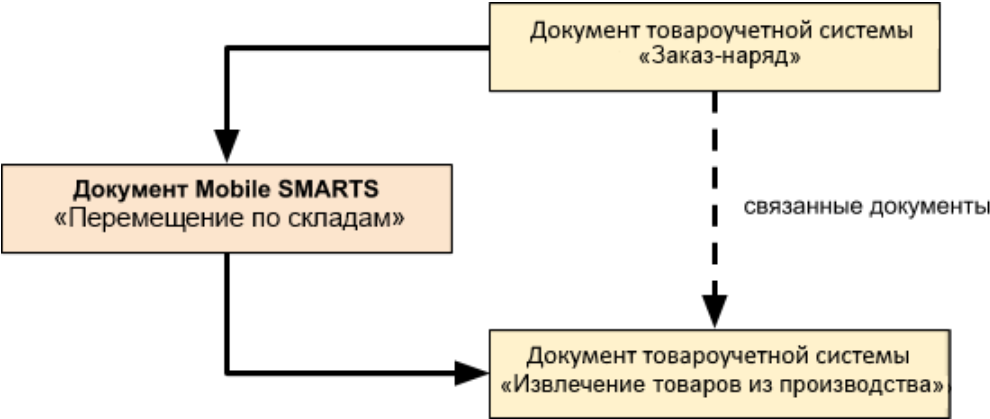 Документ товароучетной системы
«Заказ-наряд»
Документ Mobile SMARTS
«Перемещение по складам»
связанные документы
Документ товароучетной системы
«Извлечение товаров из производства»